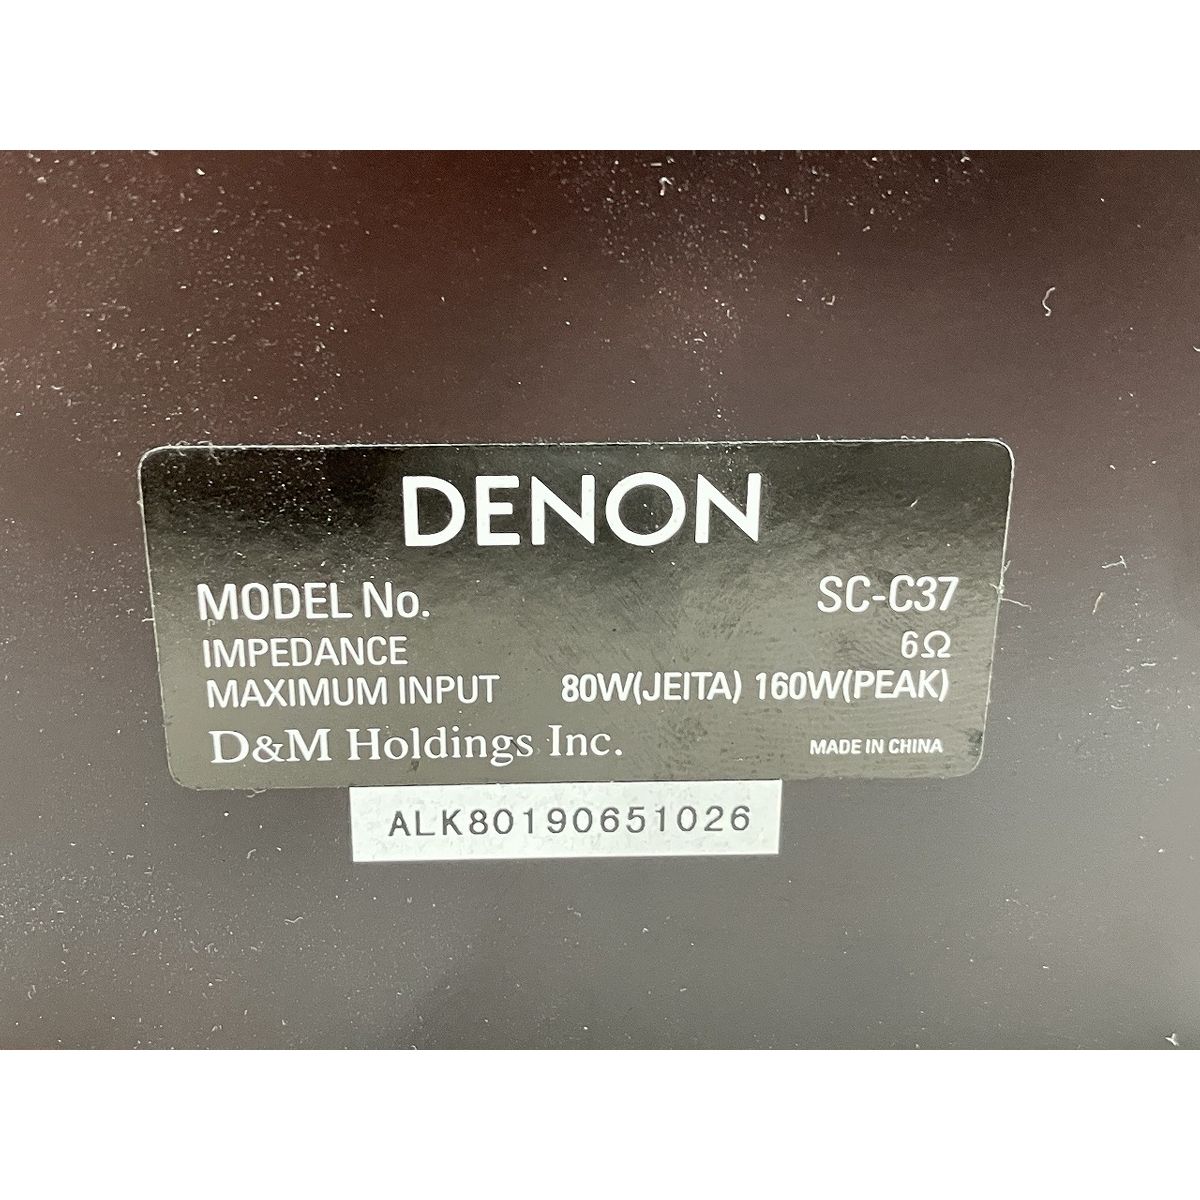 DENON
MODEL No. SC-C37
IMPEDANCE 6Ω
MAXIMUM INPUT 80W(JEITA) 160W(PEAK)
D&M Holdings Inc. MADE IN CHINA
ALK80190651026